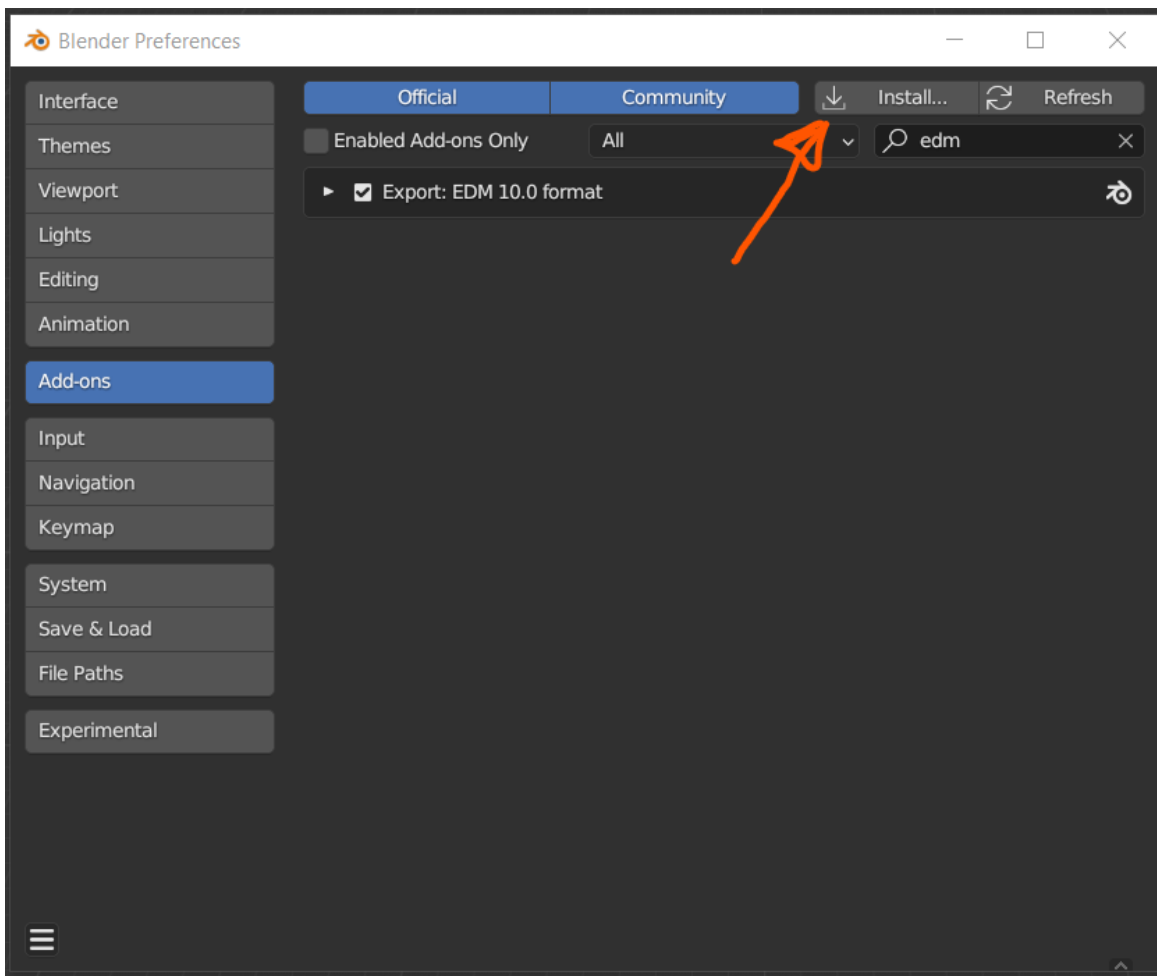 Blender Preferences
Interface
Themes
Viewport
Lights
Editing
Animation
Add-ons
Input
Navigation
Keymap
System
Save & Load
File Paths
Experimental
Official Community Install... Refresh
Enabled Add-ons Only All edm
Export: EDM 10.0 format